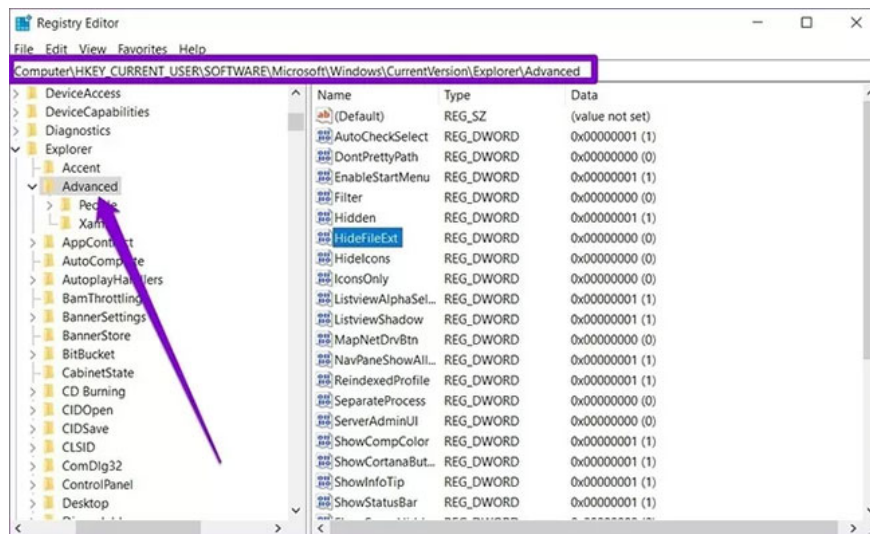 Registry Editor
File Edit View Favorites Help
Computer\HKEY_CURRENT_USER\SOFTWARE\Microsoft\Windows\CurrentVersion\Explorer\Advanced
DeviceAccess
DeviceCapabilities
Diagnostics
Explorer
Accent
Advanced
AppContract
AutoComplete
AutoplayHandlers
BamThrottling
BannerSettings
BannerStore
BitBucket
CabinetState
CD Burning
CIDOpen
CIDSave
CLSID
ComDlg32
ControlPanel
Desktop
Name Type Data
(Default) REG_SZ (value not set)
AutoCheckSelect REG_DWORD 0x00000001 (1)
DontPrettyPath REG_DWORD 0x00000000 (0)
EnableStartMenu REG_DWORD 0x00000001 (1)
Filter REG_DWORD 0x00000000 (0)
Hidden REG_DWORD 0x00000001 (1)
HideFileExt REG_DWORD 0x00000000 (0)
HideIcons REG_DWORD 0x00000000 (0)
IconsOnly REG_DWORD 0x00000000 (0)
ListviewAlphaSel... REG_DWORD 0x00000001 (1)
ListviewShadow REG_DWORD 0x00000001 (1)
MapNetDrvBtn REG_DWORD 0x00000000 (0)
NavPaneShowAll... REG_DWORD 0x00000001 (1)
ReindexedProfile REG_DWORD 0x00000001 (1)
SeparateProcess REG_DWORD 0x00000000 (0)
ServerAdminUI REG_DWORD 0x00000000 (0)
ShowCompColor REG_DWORD 0x00000001 (1)
ShowCortanaBut... REG_DWORD 0x00000001 (1)
ShowInfoTip REG_DWORD 0x00000001 (1)
ShowStatusBar REG_DWORD 0x00000001 (1)